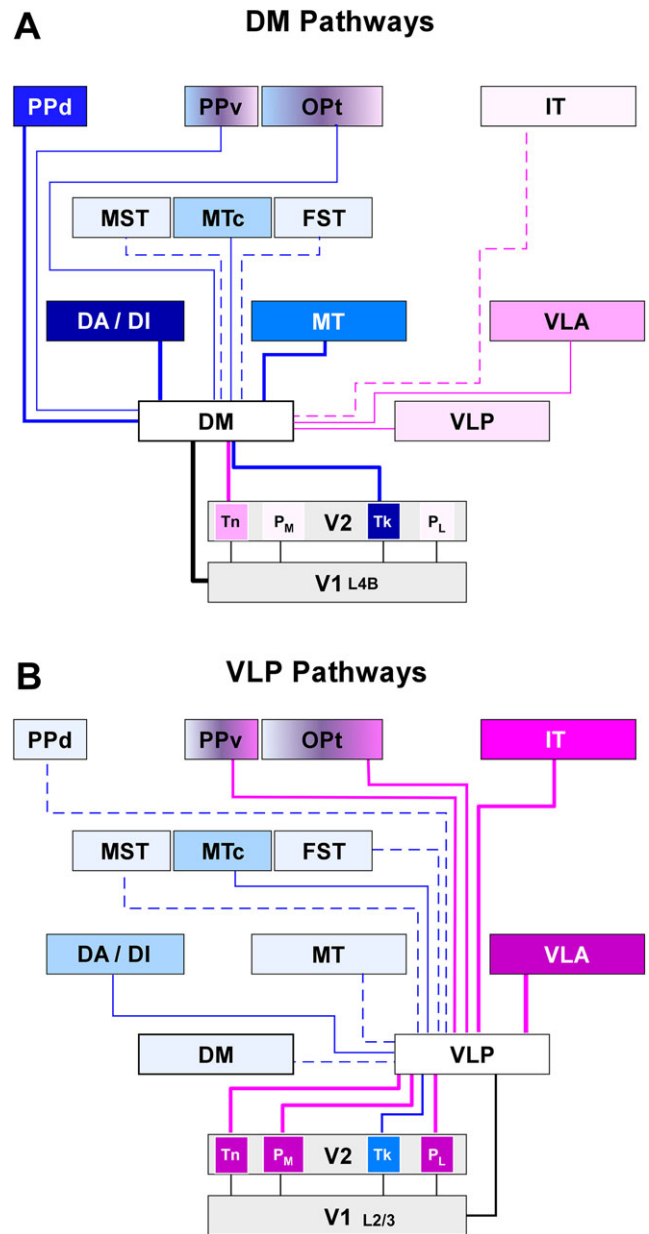 A DM Pathways
PPd PPv OPt IT
MST MTc FST
DA / DI MT VLA
DM VLP
Tn PM V2 Tk PL
V1 L4B
B VLP Pathways
PPd PPv OPt IT
MST MTc FST
DA / DI MT VLA
DM VLP
Tn PM V2 Tk PL
V1 L2/3